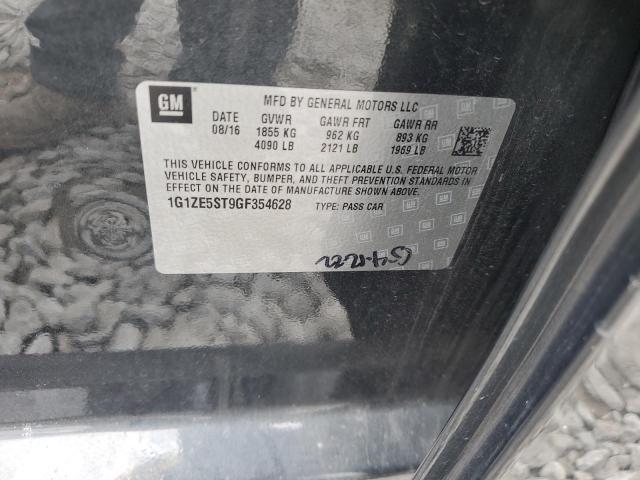 GM
MFD BY GENERAL MOTORS LLC
DATE GVWR GAWR FRT GAWR RR
08/16 1855 KG 962 KG 893 KG
4090 LB 2121 LB 1969 LB
THIS VEHICLE CONFORMS TO ALL APPLICABLE U.S. FEDERAL MOTOR
VEHICLE SAFETY, BUMPER, AND THEFT PREVENTION STANDARDS IN
EFFECT ON THE DATE OF MANUFACTURE SHOWN ABOVE.
1G1ZE5ST9GF354628 TYPE: PASS CAR